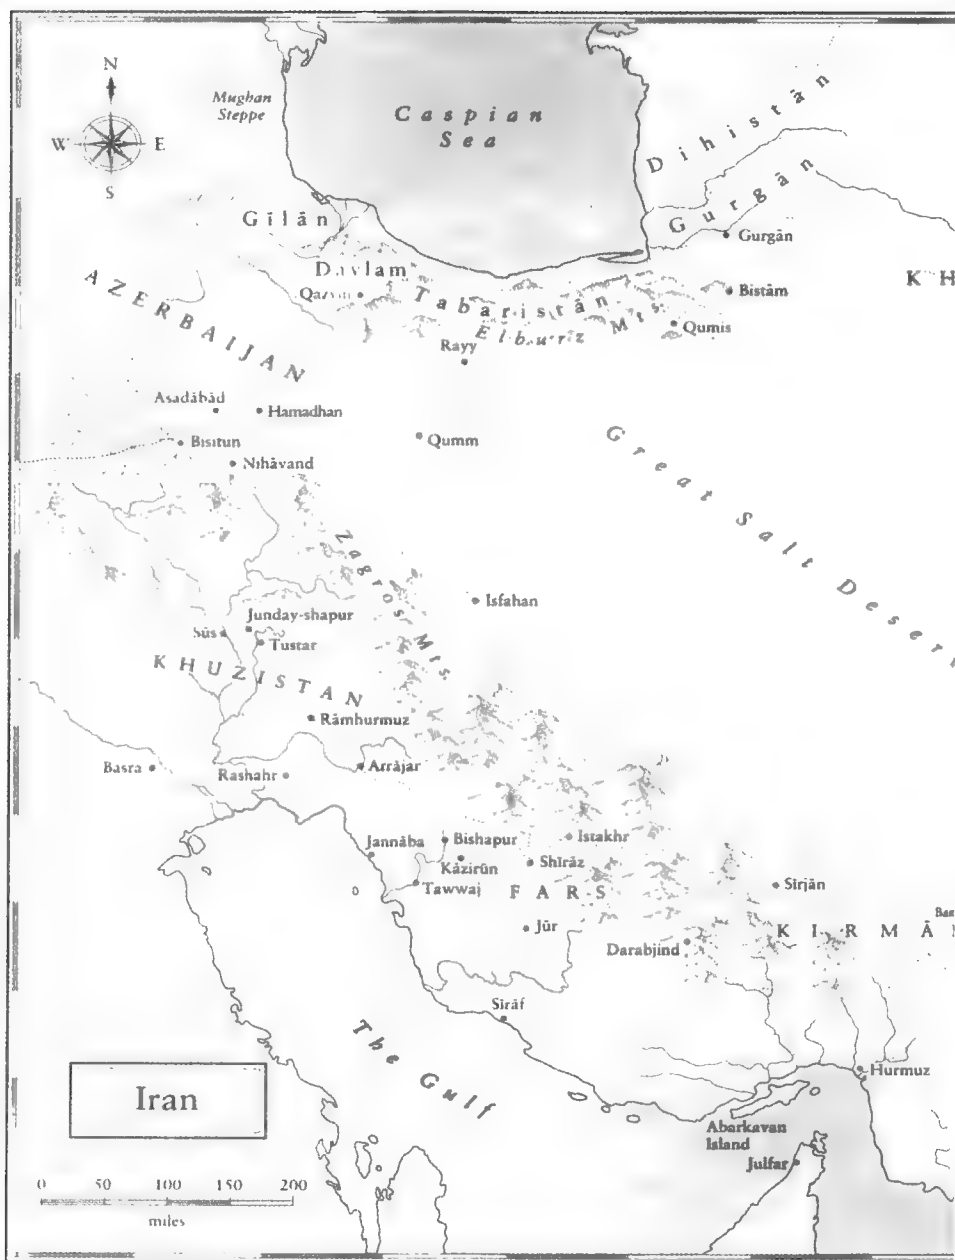 N
W
E
S
Mughan
Steppe
Caspian
Sea
Dihistān
Gurgān
Gurgān
Gīlān
Daylam
Qazvin
Tabaristān
Elburz Mts.
Bistām
Qumis
KH
AZERBAIJAN
Rayy
Asadābād
Hamadhan
Bisitun
Qumm
Nihāvand
Great Salt Desert
Zagros Mts
Isfahan
Junday-shapur
Sūs
Tustar
KHUZISTAN
Rāmhurmuz
Basra
Rashahr
Arrājar
Jannāba
Bishapur
Istakhr
Kāzirūn
Shīrāz
Tawwaj
FARS
Sīrjān
Jūr
KIRMĀN
Darabjind
Sīrāf
The Gulf
Hurmuz
Iran
Abarkavan
Island
Julfar
0 50 100 150 200
miles